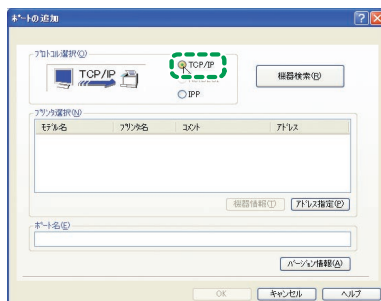 ポートの追加
プロトコル選択(O)
TCP/IP
TCP/IP
IPP
機器検索(R)
プリンタ選択(N)
モデル名 プリンタ名 コメント アドレス
機器情報(I) アドレス指定(P)
ポート名(E)
バージョン情報(A)
OK キャンセル ヘルプ